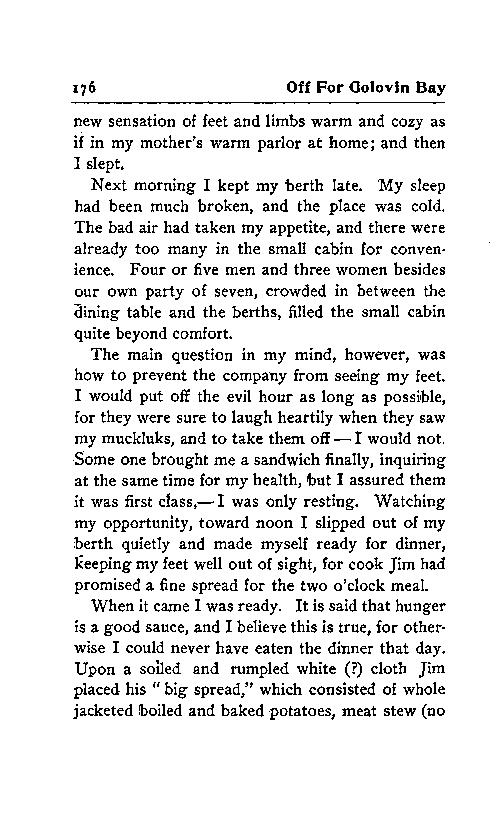 176 Off For Golovin Bay
new sensation of feet and limbs warm and cozy as
if in my mother's warm parlor at home; and then
I slept.
Next morning I kept my berth late. My sleep
had been much broken, and the place was cold.
The bad air had taken my appetite, and there were
already too many in the small cabin for conven-
ience. Four or five men and three women besides
our own party of seven, crowded in between the
dining table and the berths, filled the small cabin
quite beyond comfort.
The main question in my mind, however, was
how to prevent the company from seeing my feet.
I would put off the evil hour as long as possible,
for they were sure to laugh heartily when they saw
my muckluks, and to take them off — I would not.
Some one brought me a sandwich finally, inquiring
at the same time for my health, but I assured them
it was first class,— I was only resting. Watching
my opportunity, toward noon I slipped out of my
berth quietly and made myself ready for dinner,
keeping my feet well out of sight, for cook Jim had
promised a fine spread for the two o'clock meal.
When it came I was ready. It is said that hunger
is a good sauce, and I believe this is true, for other-
wise I could never have eaten the dinner that day.
Upon a soiled and rumpled white (?) cloth Jim
placed his " big spread," which consisted of whole
jacketed boiled and baked potatoes, meat stew (no